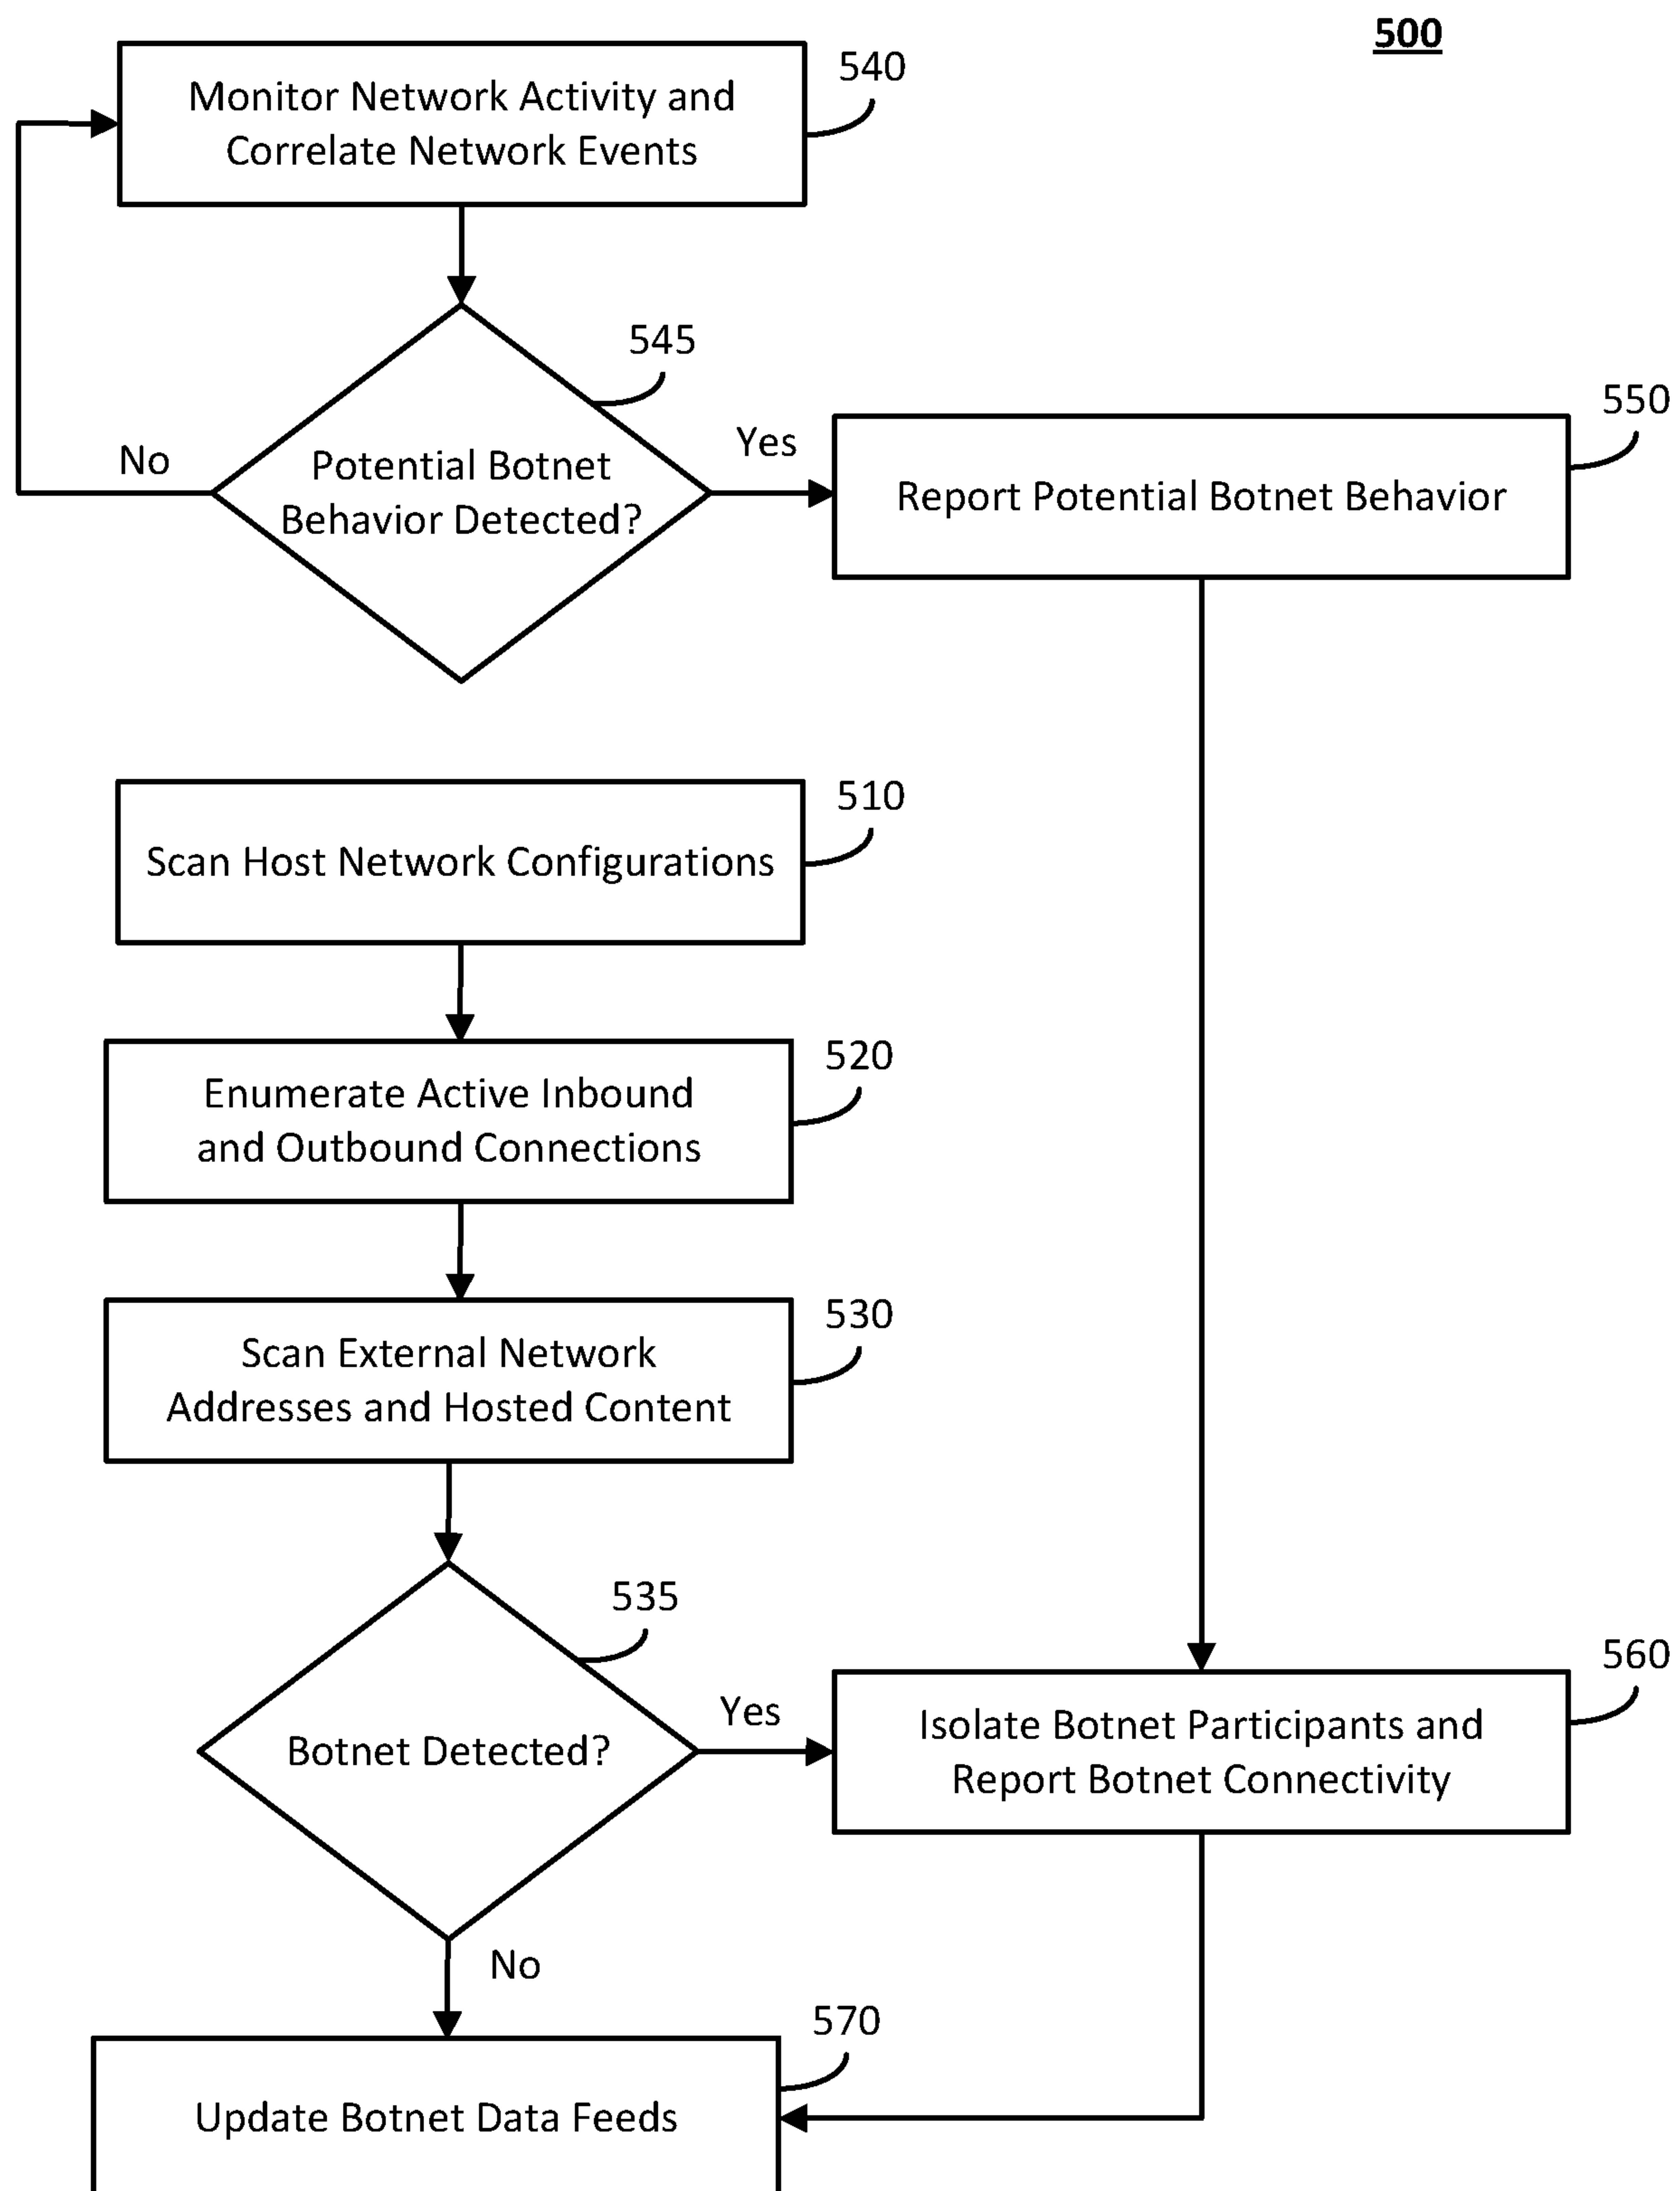 500
540
Monitor Network Activity and
Correlate Network Events
545
No
Potential Botnet
Behavior Detected?
Yes
550
Report Potential Botnet Behavior
510
Scan Host Network Configurations
520
Enumerate Active Inbound
and Outbound Connections
530
Scan External Network
Addresses and Hosted Content
535
Botnet Detected?
Yes
560
Isolate Botnet Participants and
Report Botnet Connectivity
No
570
Update Botnet Data Feeds